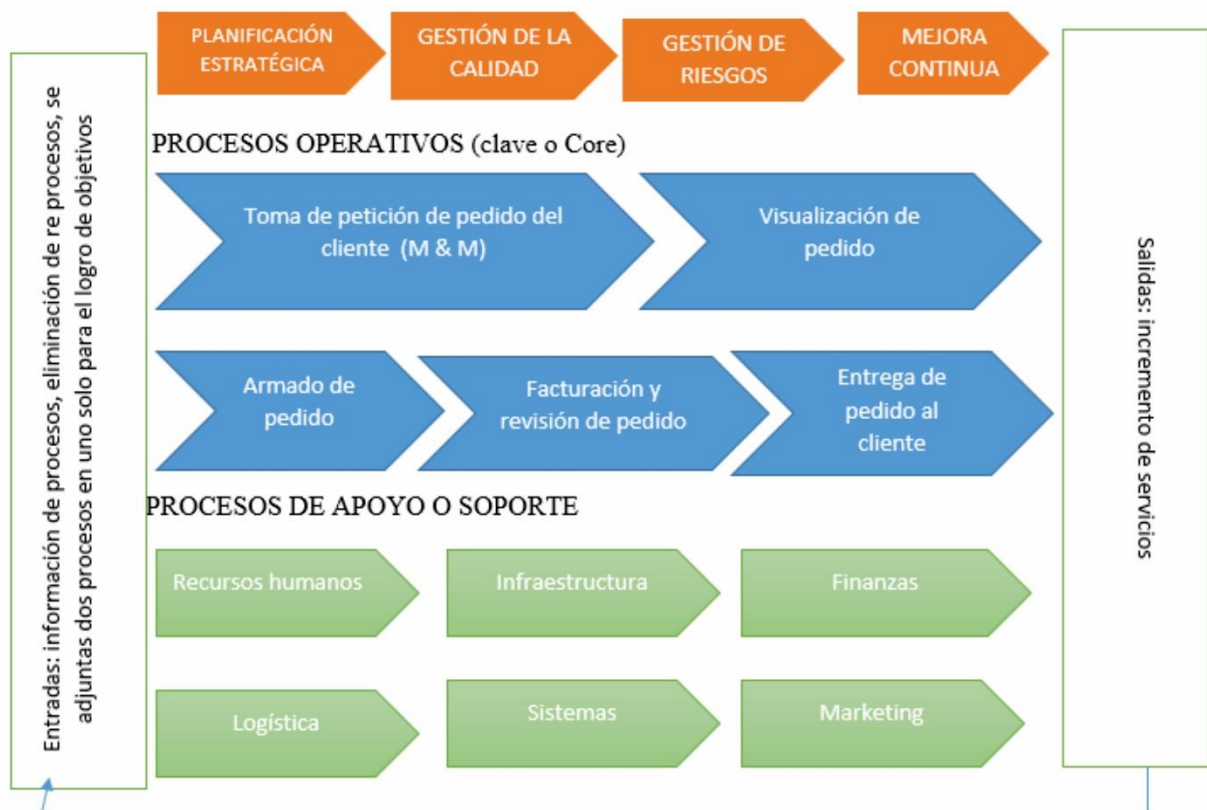 PLANIFICACIÓN
ESTRATÉGICA
GESTIÓN DE LA
CALIDAD
GESTIÓN DE
RIESGOS
MEJORA
CONTINUA
Entradas: información de procesos, eliminación de re procesos, se
adjuntas dos procesos en uno solo para el logro de objetivos
PROCESOS OPERATIVOS (clave o Core)
Toma de petición de pedido del
cliente (M & M)
Visualización de
pedido
Armado de
pedido
Facturación y
revisión de pedido
Entrega de
pedido al
cliente
PROCESOS DE APOYO O SOPORTE
Recursos humanos
Infraestructura
Finanzas
Logística
Sistemas
Marketing
Salidas: incremento de servicios